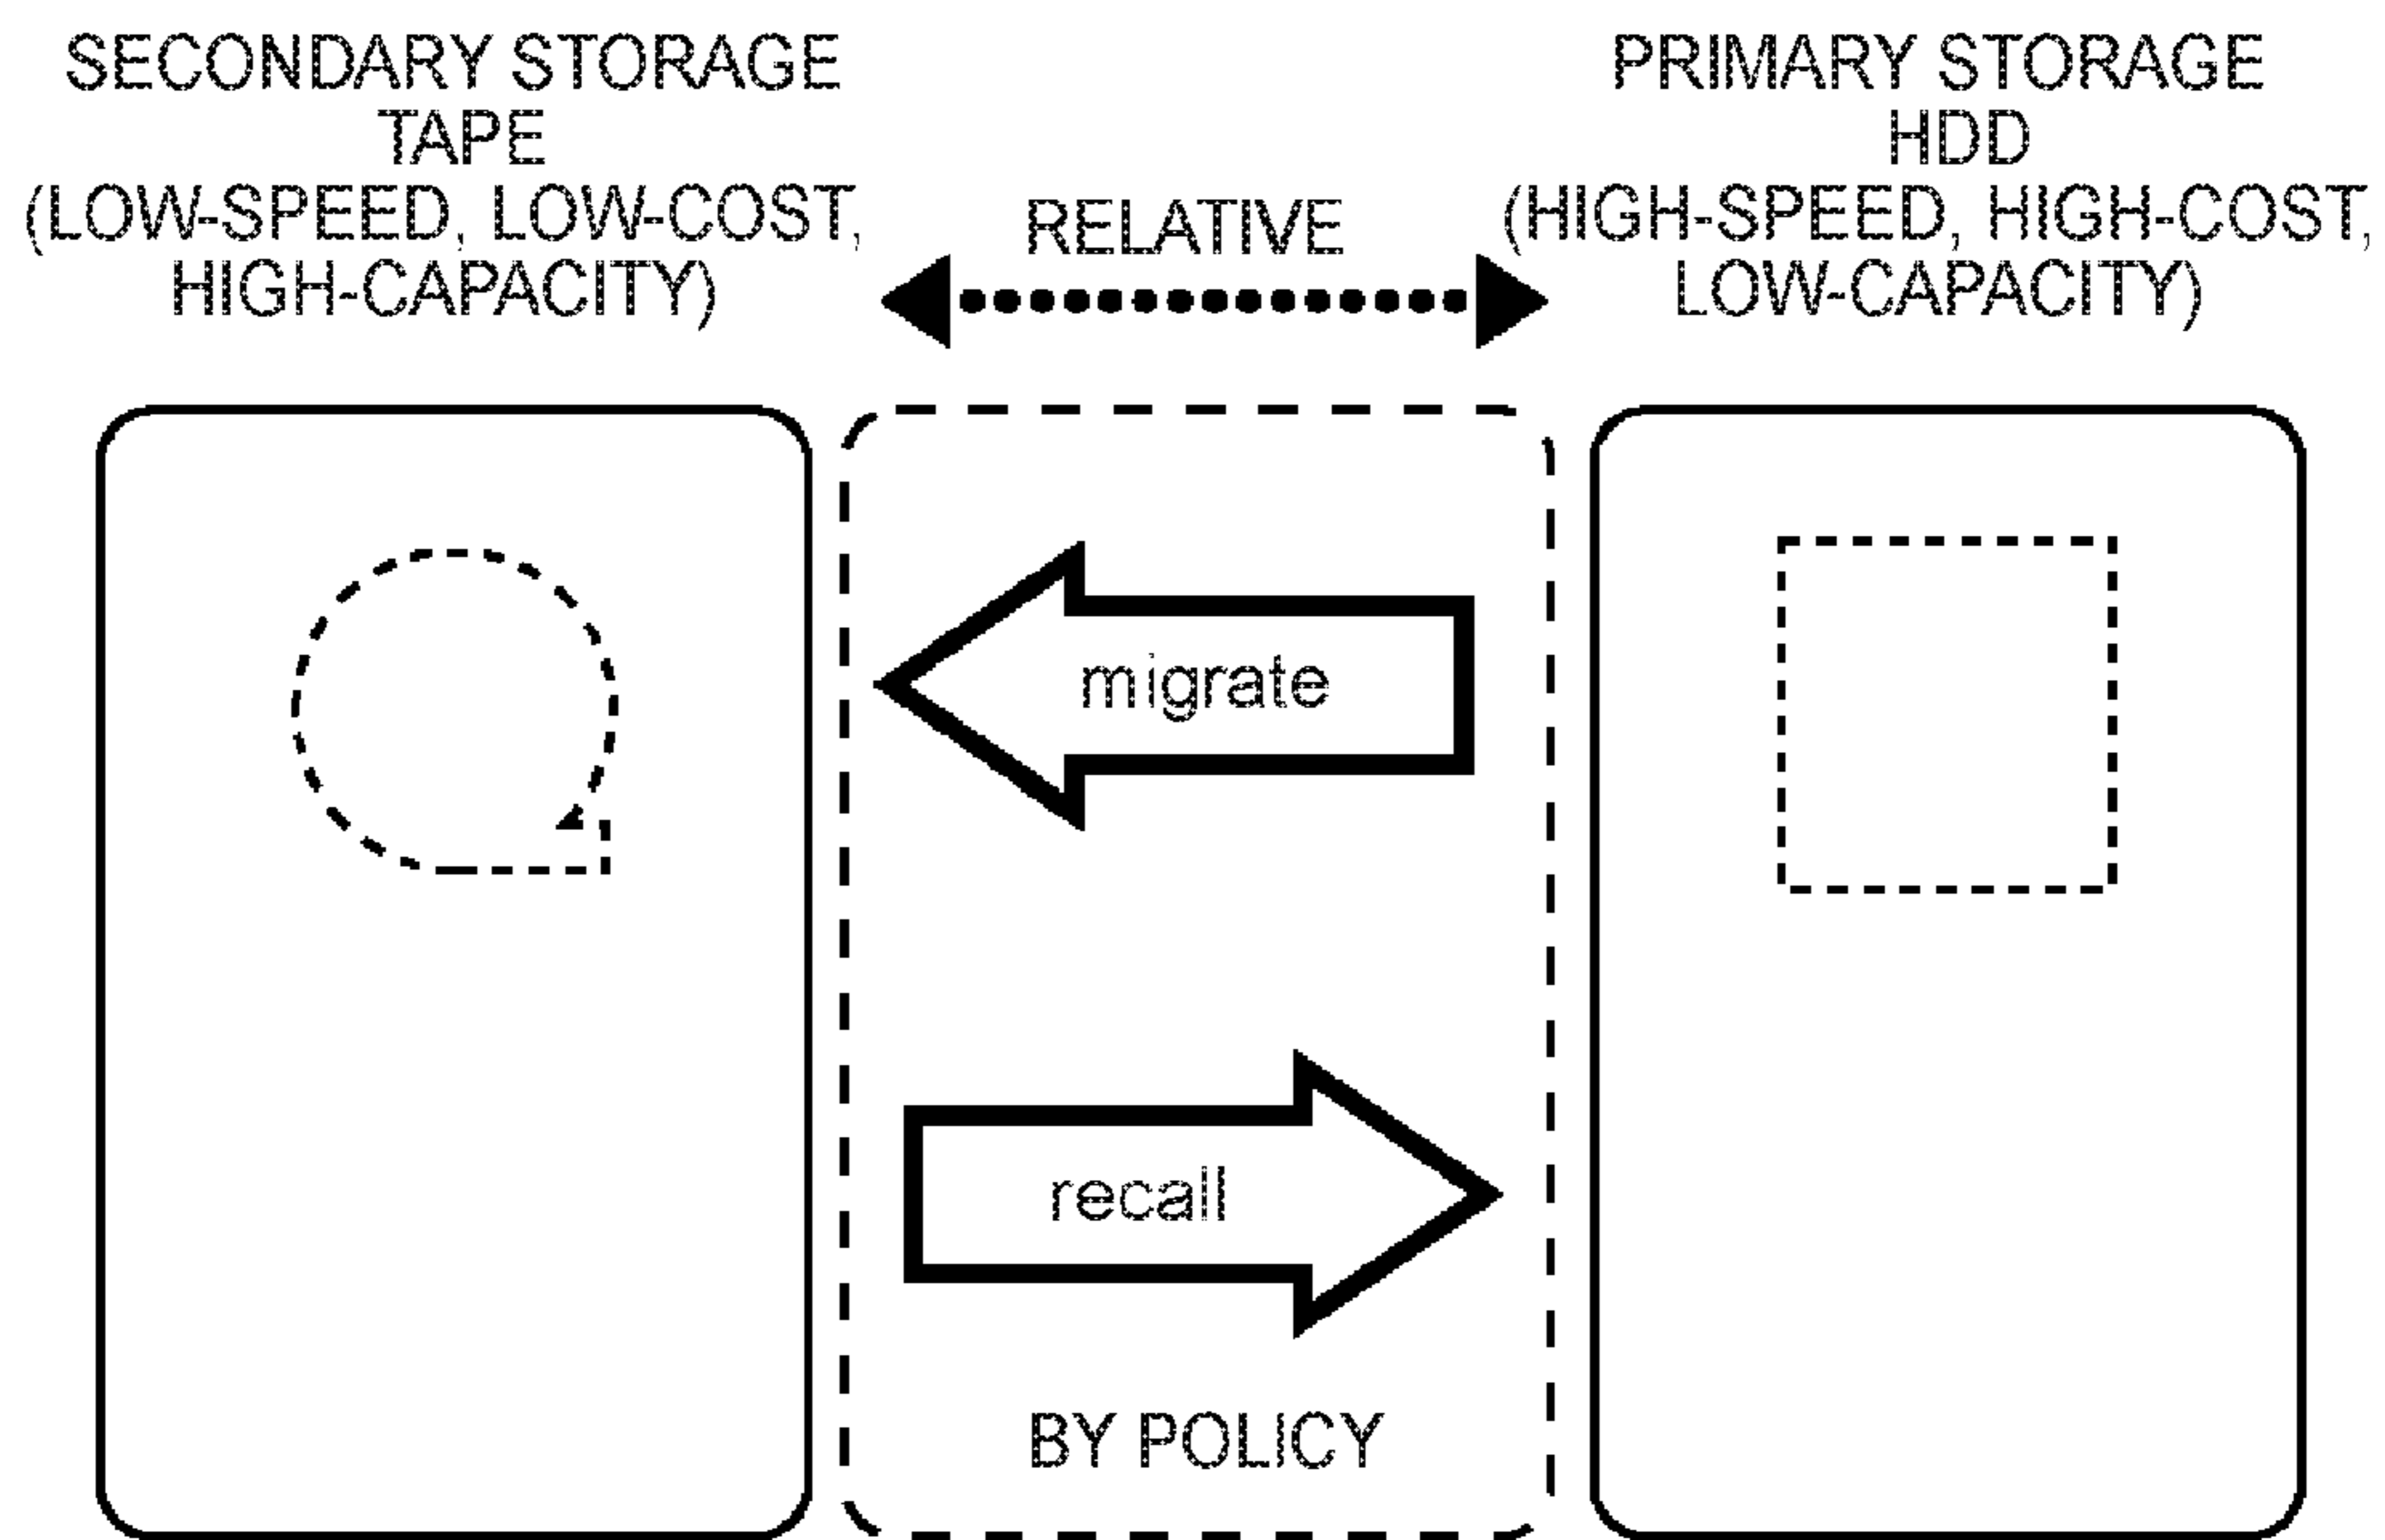 SECONDARY STORAGE
TAPE
(LOW-SPEED, LOW-COST,
HIGH-CAPACITY)
RELATIVE
PRIMARY STORAGE
HDD
(HIGH-SPEED, HIGH-COST,
LOW-CAPACITY)
migrate
recall
BY POLICY